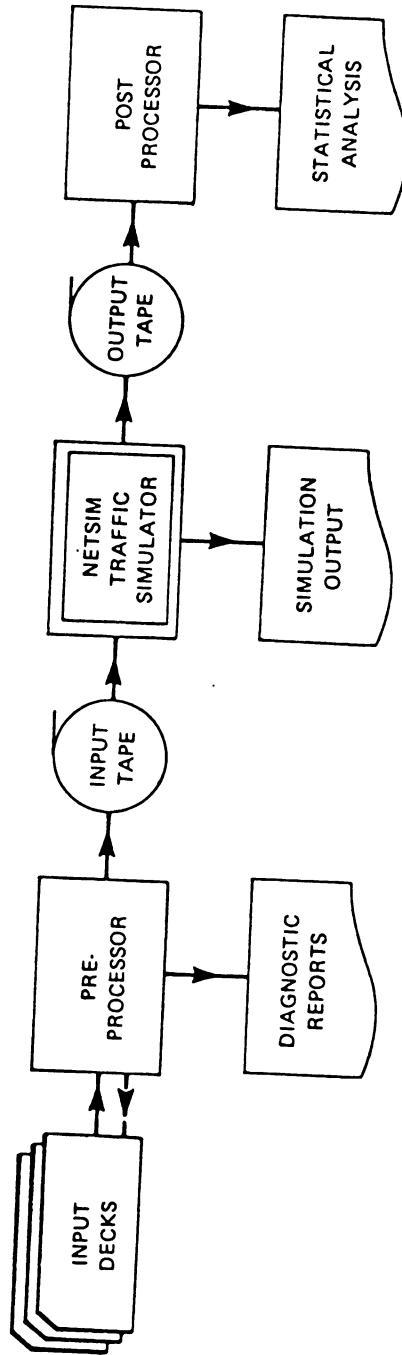 INPUT
DECKS
PRE-
PROCESSOR
DIAGNOSTIC
REPORTS
INPUT
TAPE
NETSIM
TRAFFIC
SIMULATOR
SIMULATION
OUTPUT
OUTPUT
TAPE
POST
PROCESSOR
STATISTICAL
ANALYSIS